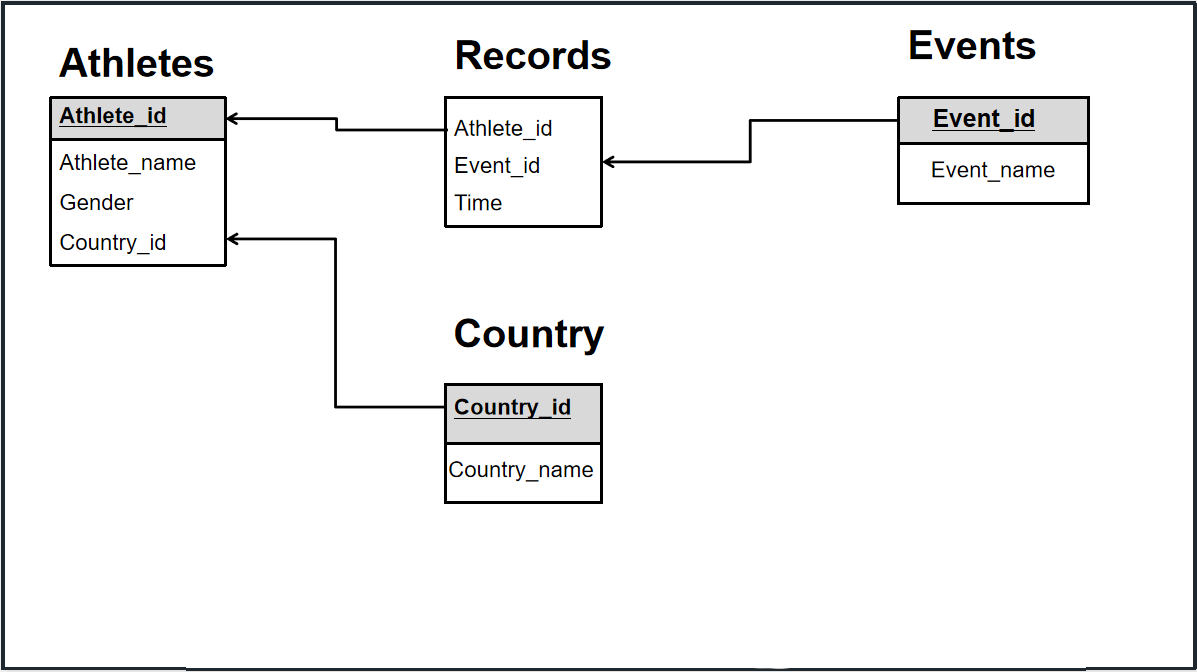 Athletes
Athlete_id
Athlete_name
Gender
Country_id
Records
Athlete_id
Event_id
Time
Events
Event_id
Event_name
Country
Country_id
Country_name